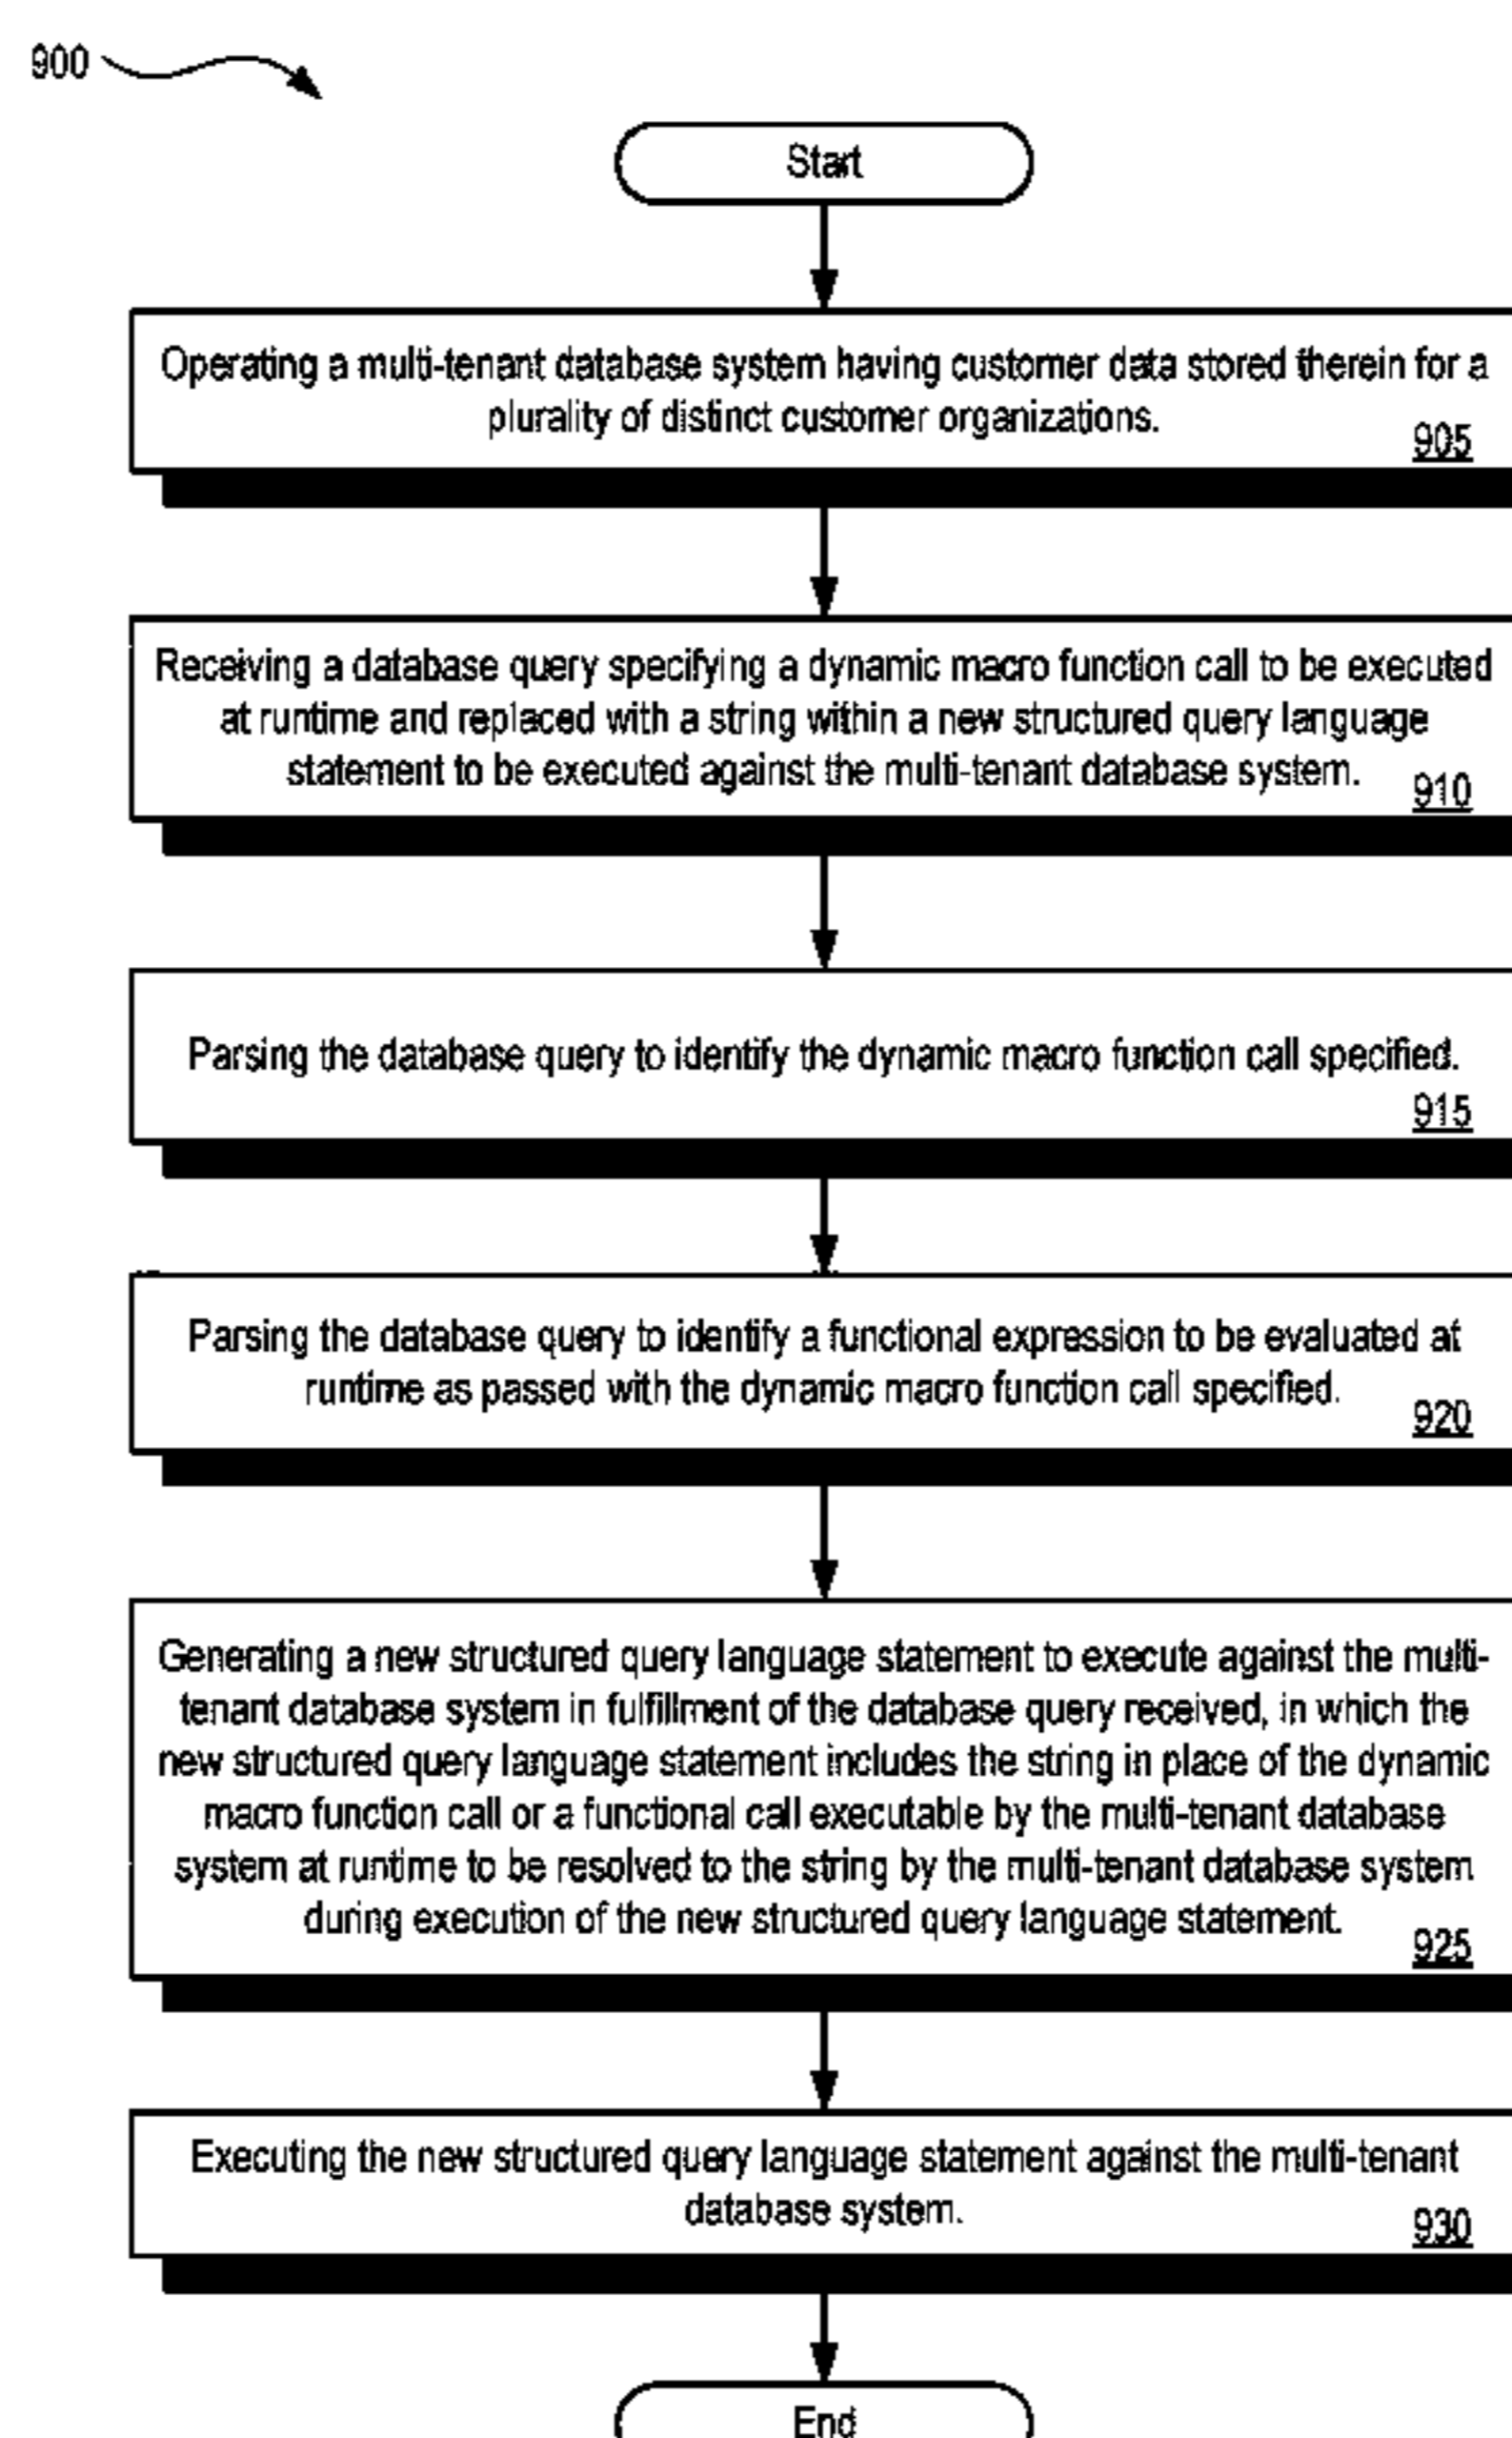 900
Start
Operating a multi-tenant database system having customer data stored therein for a
plurality of distinct customer organizations.
905
Receiving a database query specifying a dynamic macro function call to be executed
at runtime and replaced with a string within a new structured query language
statement to be executed against the multi-tenant database system.
910
Parsing the database query to identify the dynamic macro function call specified.
915
Parsing the database query to identify a functional expression to be evaluated at
runtime as passed with the dynamic macro function call specified.
920
Generating a new structured query language statement to execute against the multi-
tenant database system in fulfillment of the database query received, in which the
new structured query language statement includes the string in place of the dynamic
macro function call or a functional call executable by the multi-tenant database
system at runtime to be resolved to the string by the multi-tenant database system
during execution of the new structured query language statement.
925
Executing the new structured query language statement against the multi-tenant
database system.
930
End